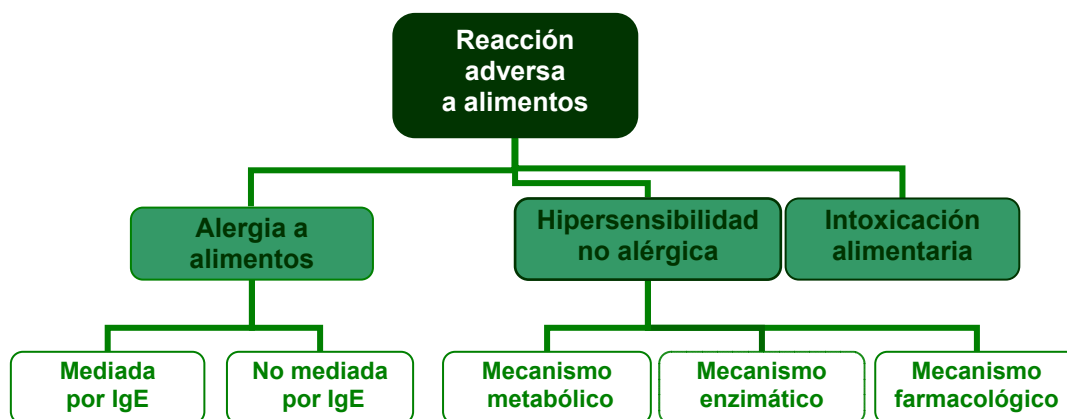 Reacción
adversa
a alimentos
Alergia a
alimentos
Hipersensibilidad
no alérgica
Intoxicación
alimentaria
Mediada
por IgE
No mediada
por IgE
Mecanismo
metabólico
Mecanismo
enzimático
Mecanismo
farmacológico